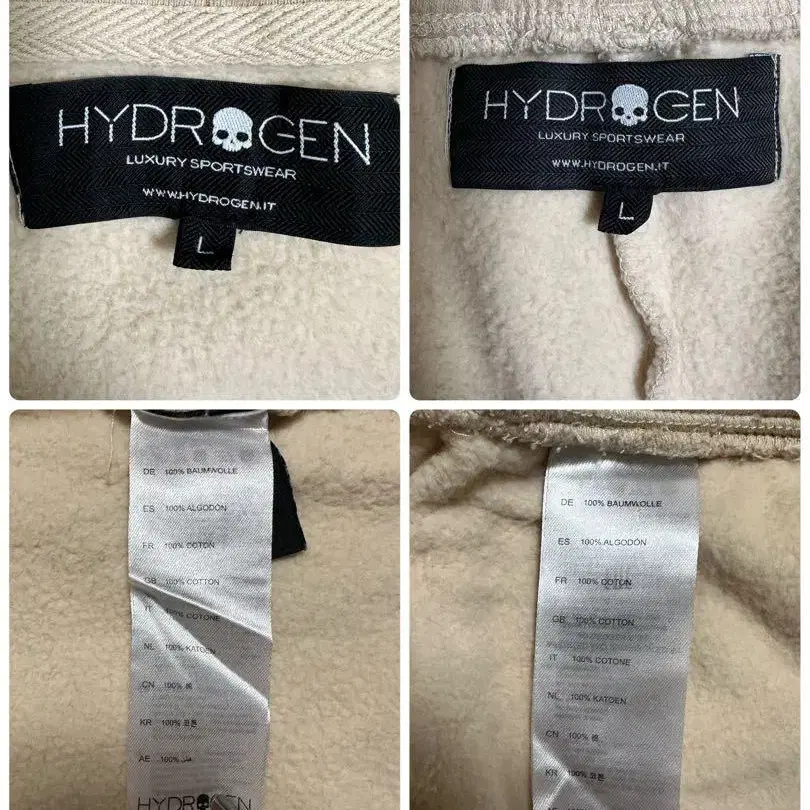 HYDROGEN
LUXURY SPORTSWEAR
WWW.HYDROGEN.IT
L
HYDROGEN
LUXURY SPORTSWEAR
WWW.HYDROGEN.IT
L
DE 100% BAUMWOLLE
ES 100% ALGODÓN
FR 100% COTON
GB 100% COTTON
IT 100% COTONE
NL 100% KATOEN
CN 100% 棉
KR 100% 코튼
AE 100%
HYDROGEN
DE 100% BAUMWOLLE
ES 100% ALGODÓN
FR 100% COTON
GB 100% COTTON
IT 100% COTONE
NL 100% KATOEN
CN 100% 棉
KR 100% 코튼